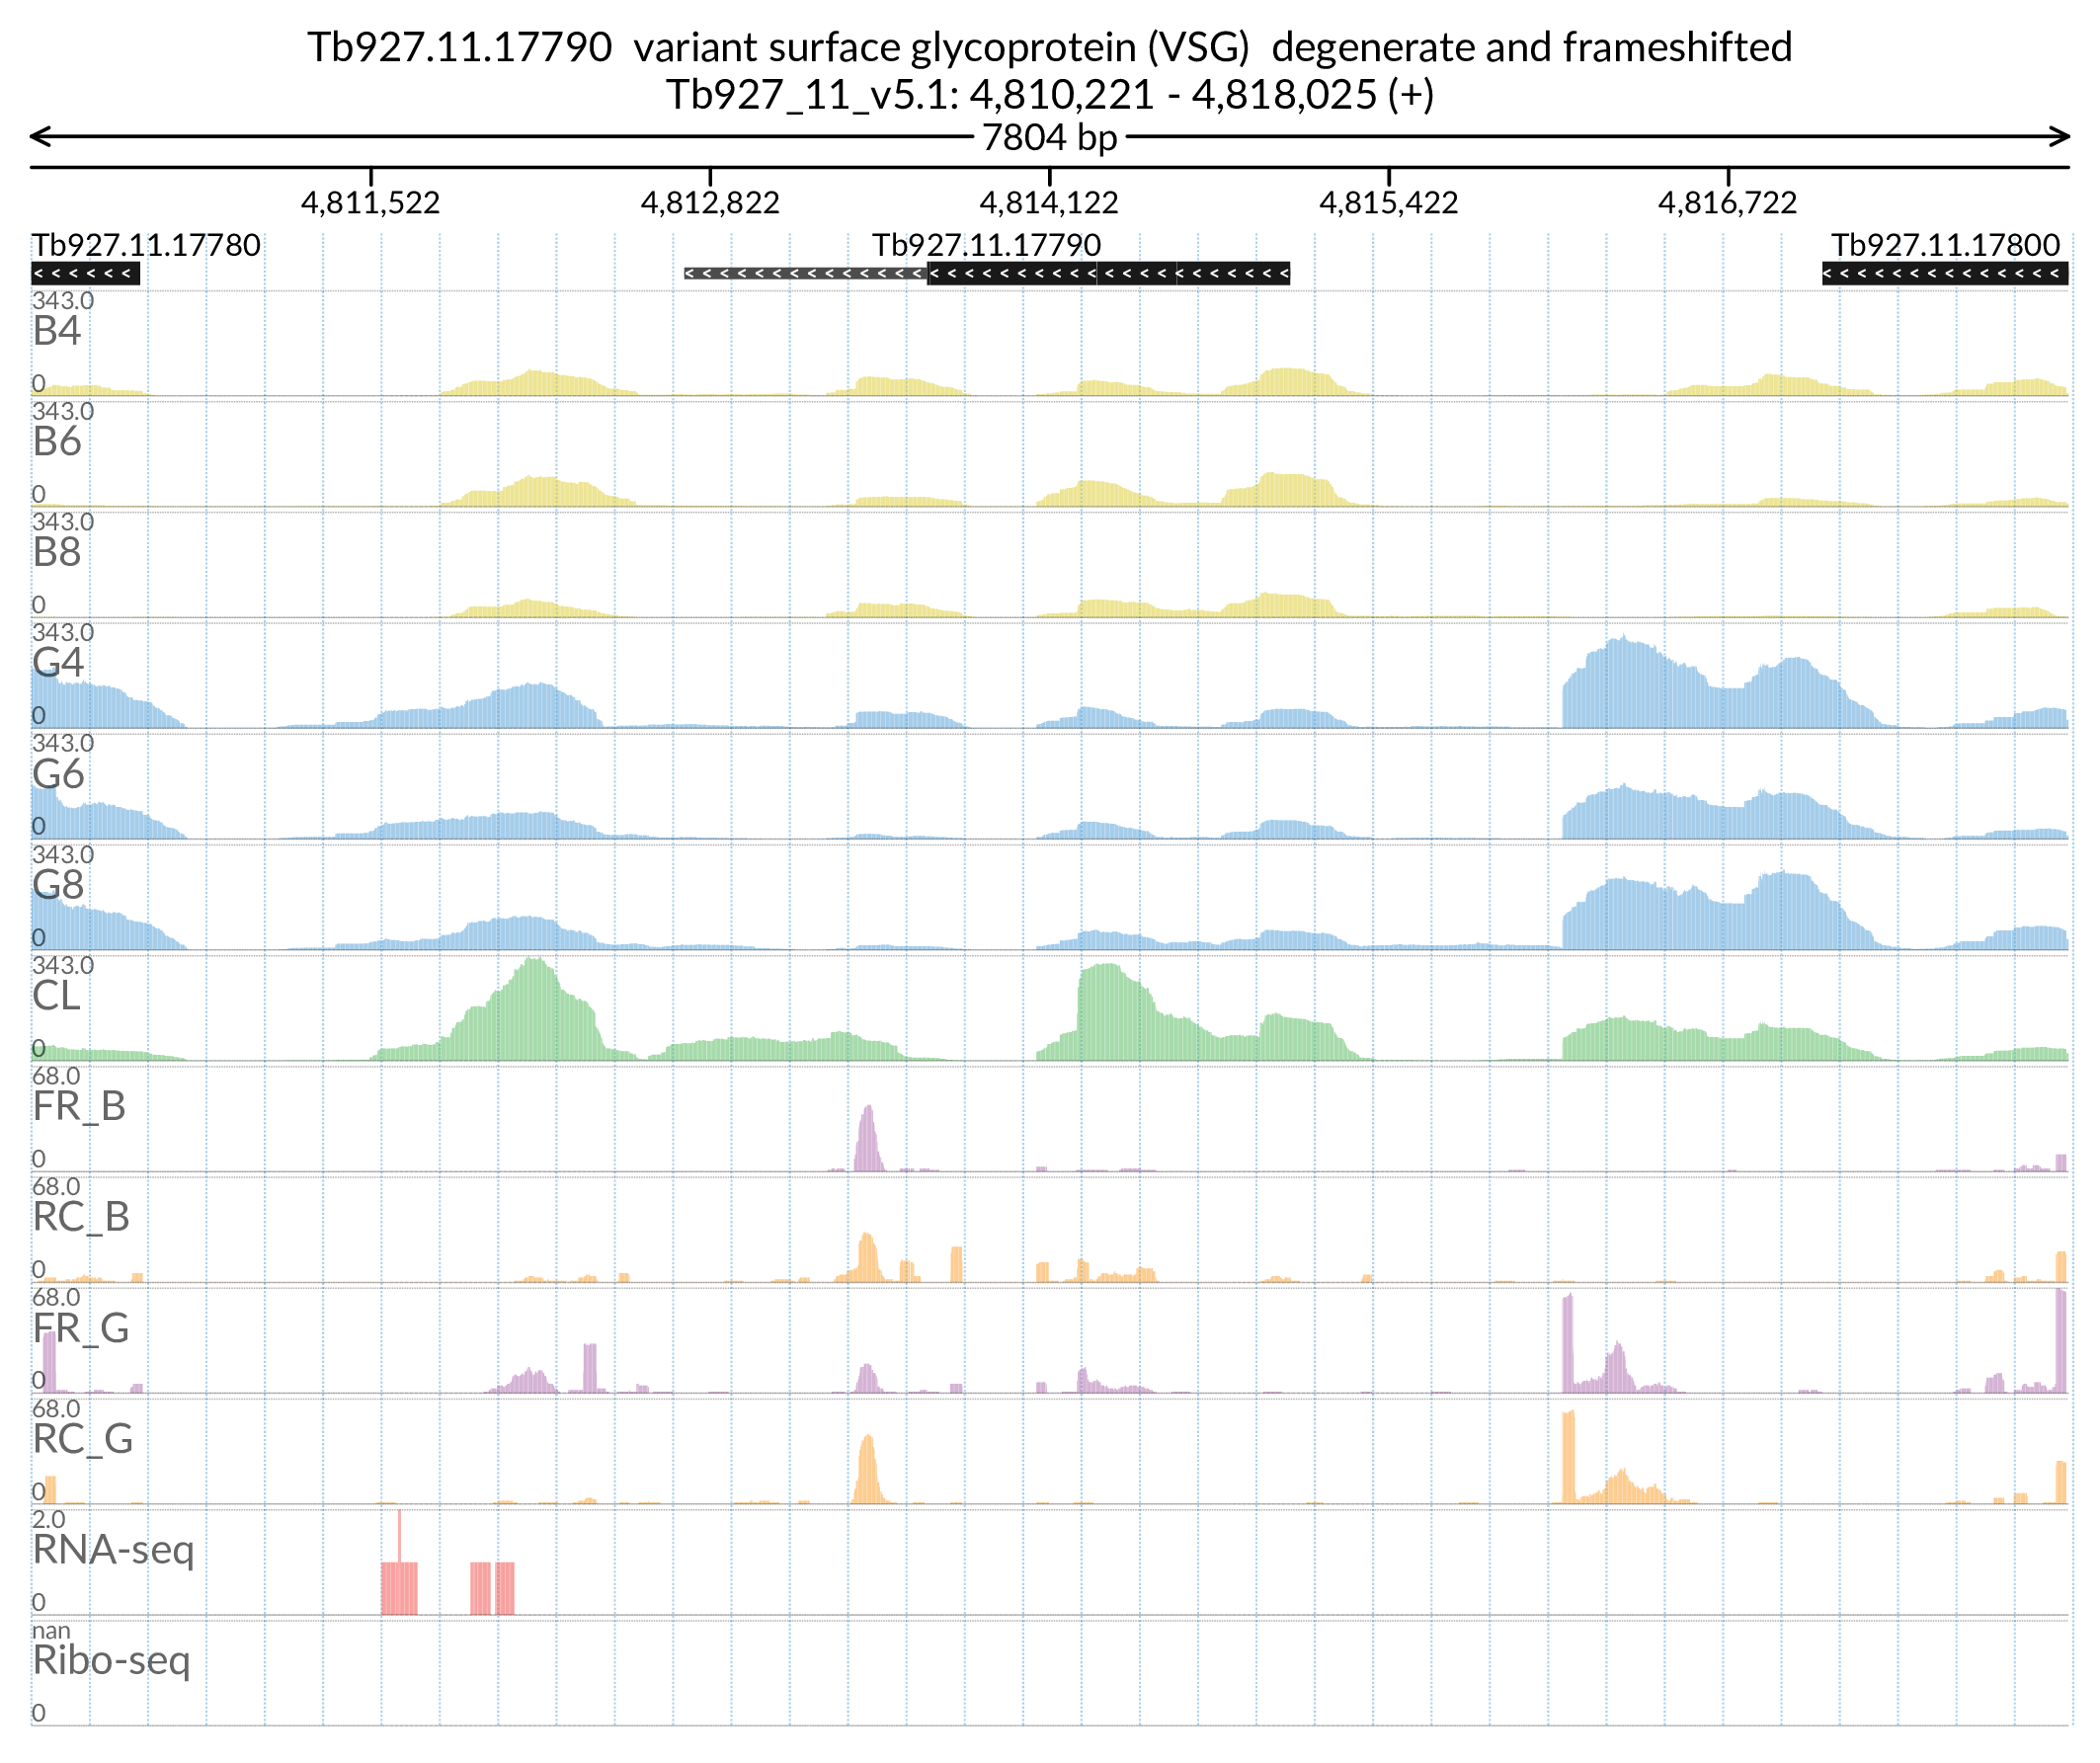 Tb927.11.17790 variant surface glycoprotein (VSG) degenerate and frameshifted
Tb927_11_v5.1: 4,810,221 - 4,818,025 (+)
7804 bp
4,811,522 4,812,822 4,814,122 4,815,422 4,816,722
Tb927.11.17780 Tb927.11.17790 Tb927.11.17800
343.0
B4
0
343.0
B6
0
343.0
B8
0
343.0
G4
0
343.0
G6
0
343.0
G8
0
343.0
CL
0
68.0
FR_B
0
68.0
RC_B
0
68.0
FR_G
0
68.0
RC_G
0
2.0
RNA-seq
0
nan
Ribo-seq
0